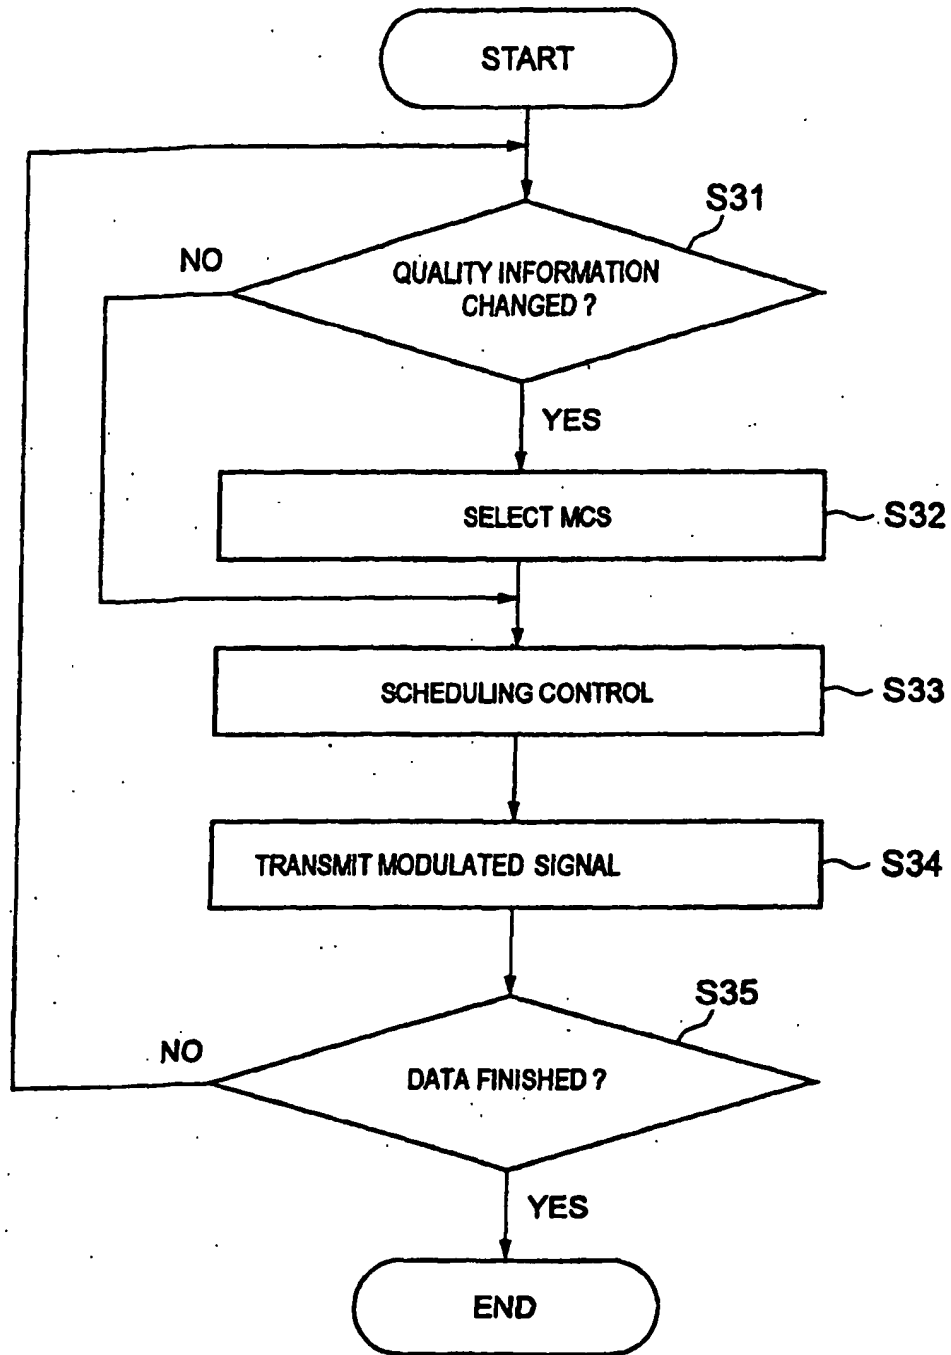 START
S31
NO
QUALITY INFORMATION
CHANGED ?
YES
SELECT MCS
S32
SCHEDULING CONTROL
S33
TRANSMIT MODULATED SIGNAL
S34
S35
NO
DATA FINISHED ?
YES
END